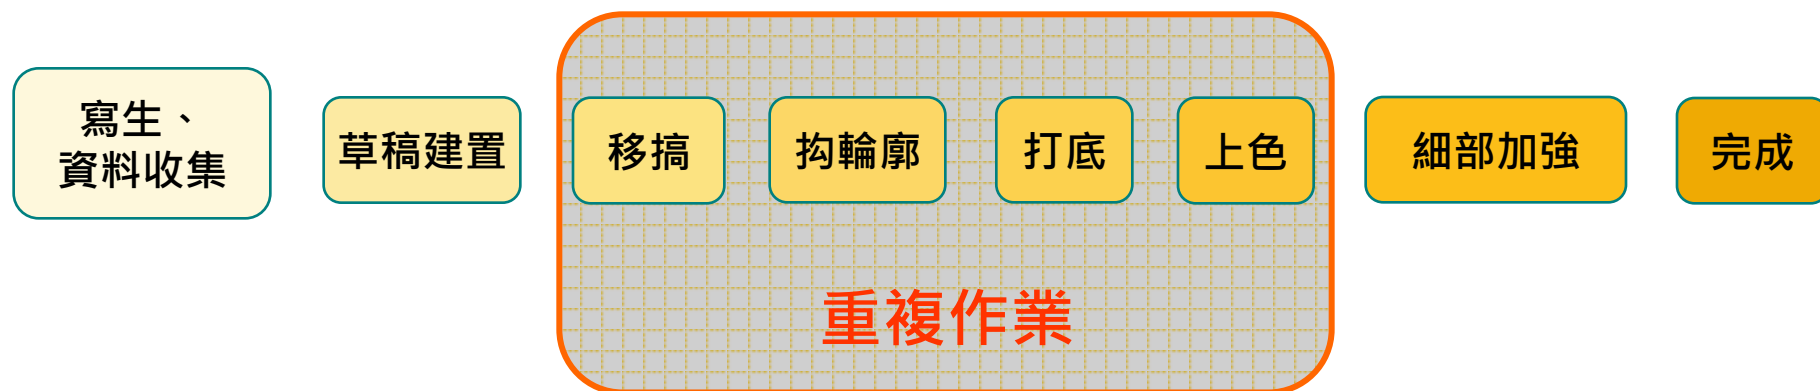 寫生、
資料收集
草稿建置
移搞
抅輪廓
打底
上色
細部加強
完成
重複作業